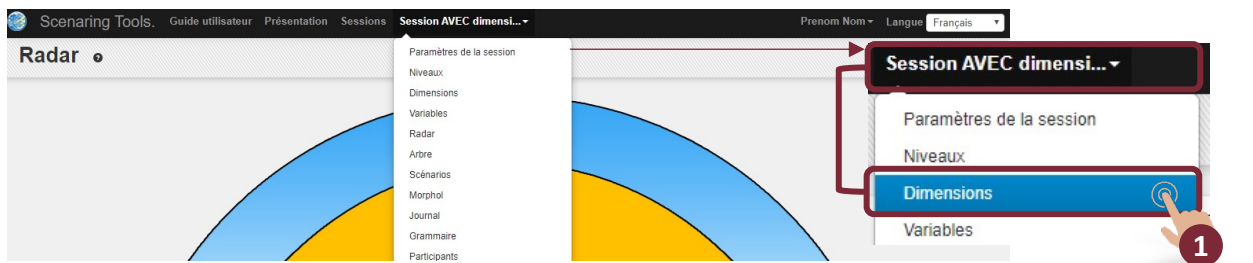 Scenaring Tools. Guide utilisateur Présentation Sessions Session AVEC dimensi... Prenom Nom Langue Français
Radar ?
Paramètres de la session
Niveaux
Dimensions
Variables
Radar
Arbre
Scénarios
Morphol
Journal
Grammaire
Participants
Session AVEC dimensi...
Paramètres de la session
Niveaux
Dimensions
Variables
1